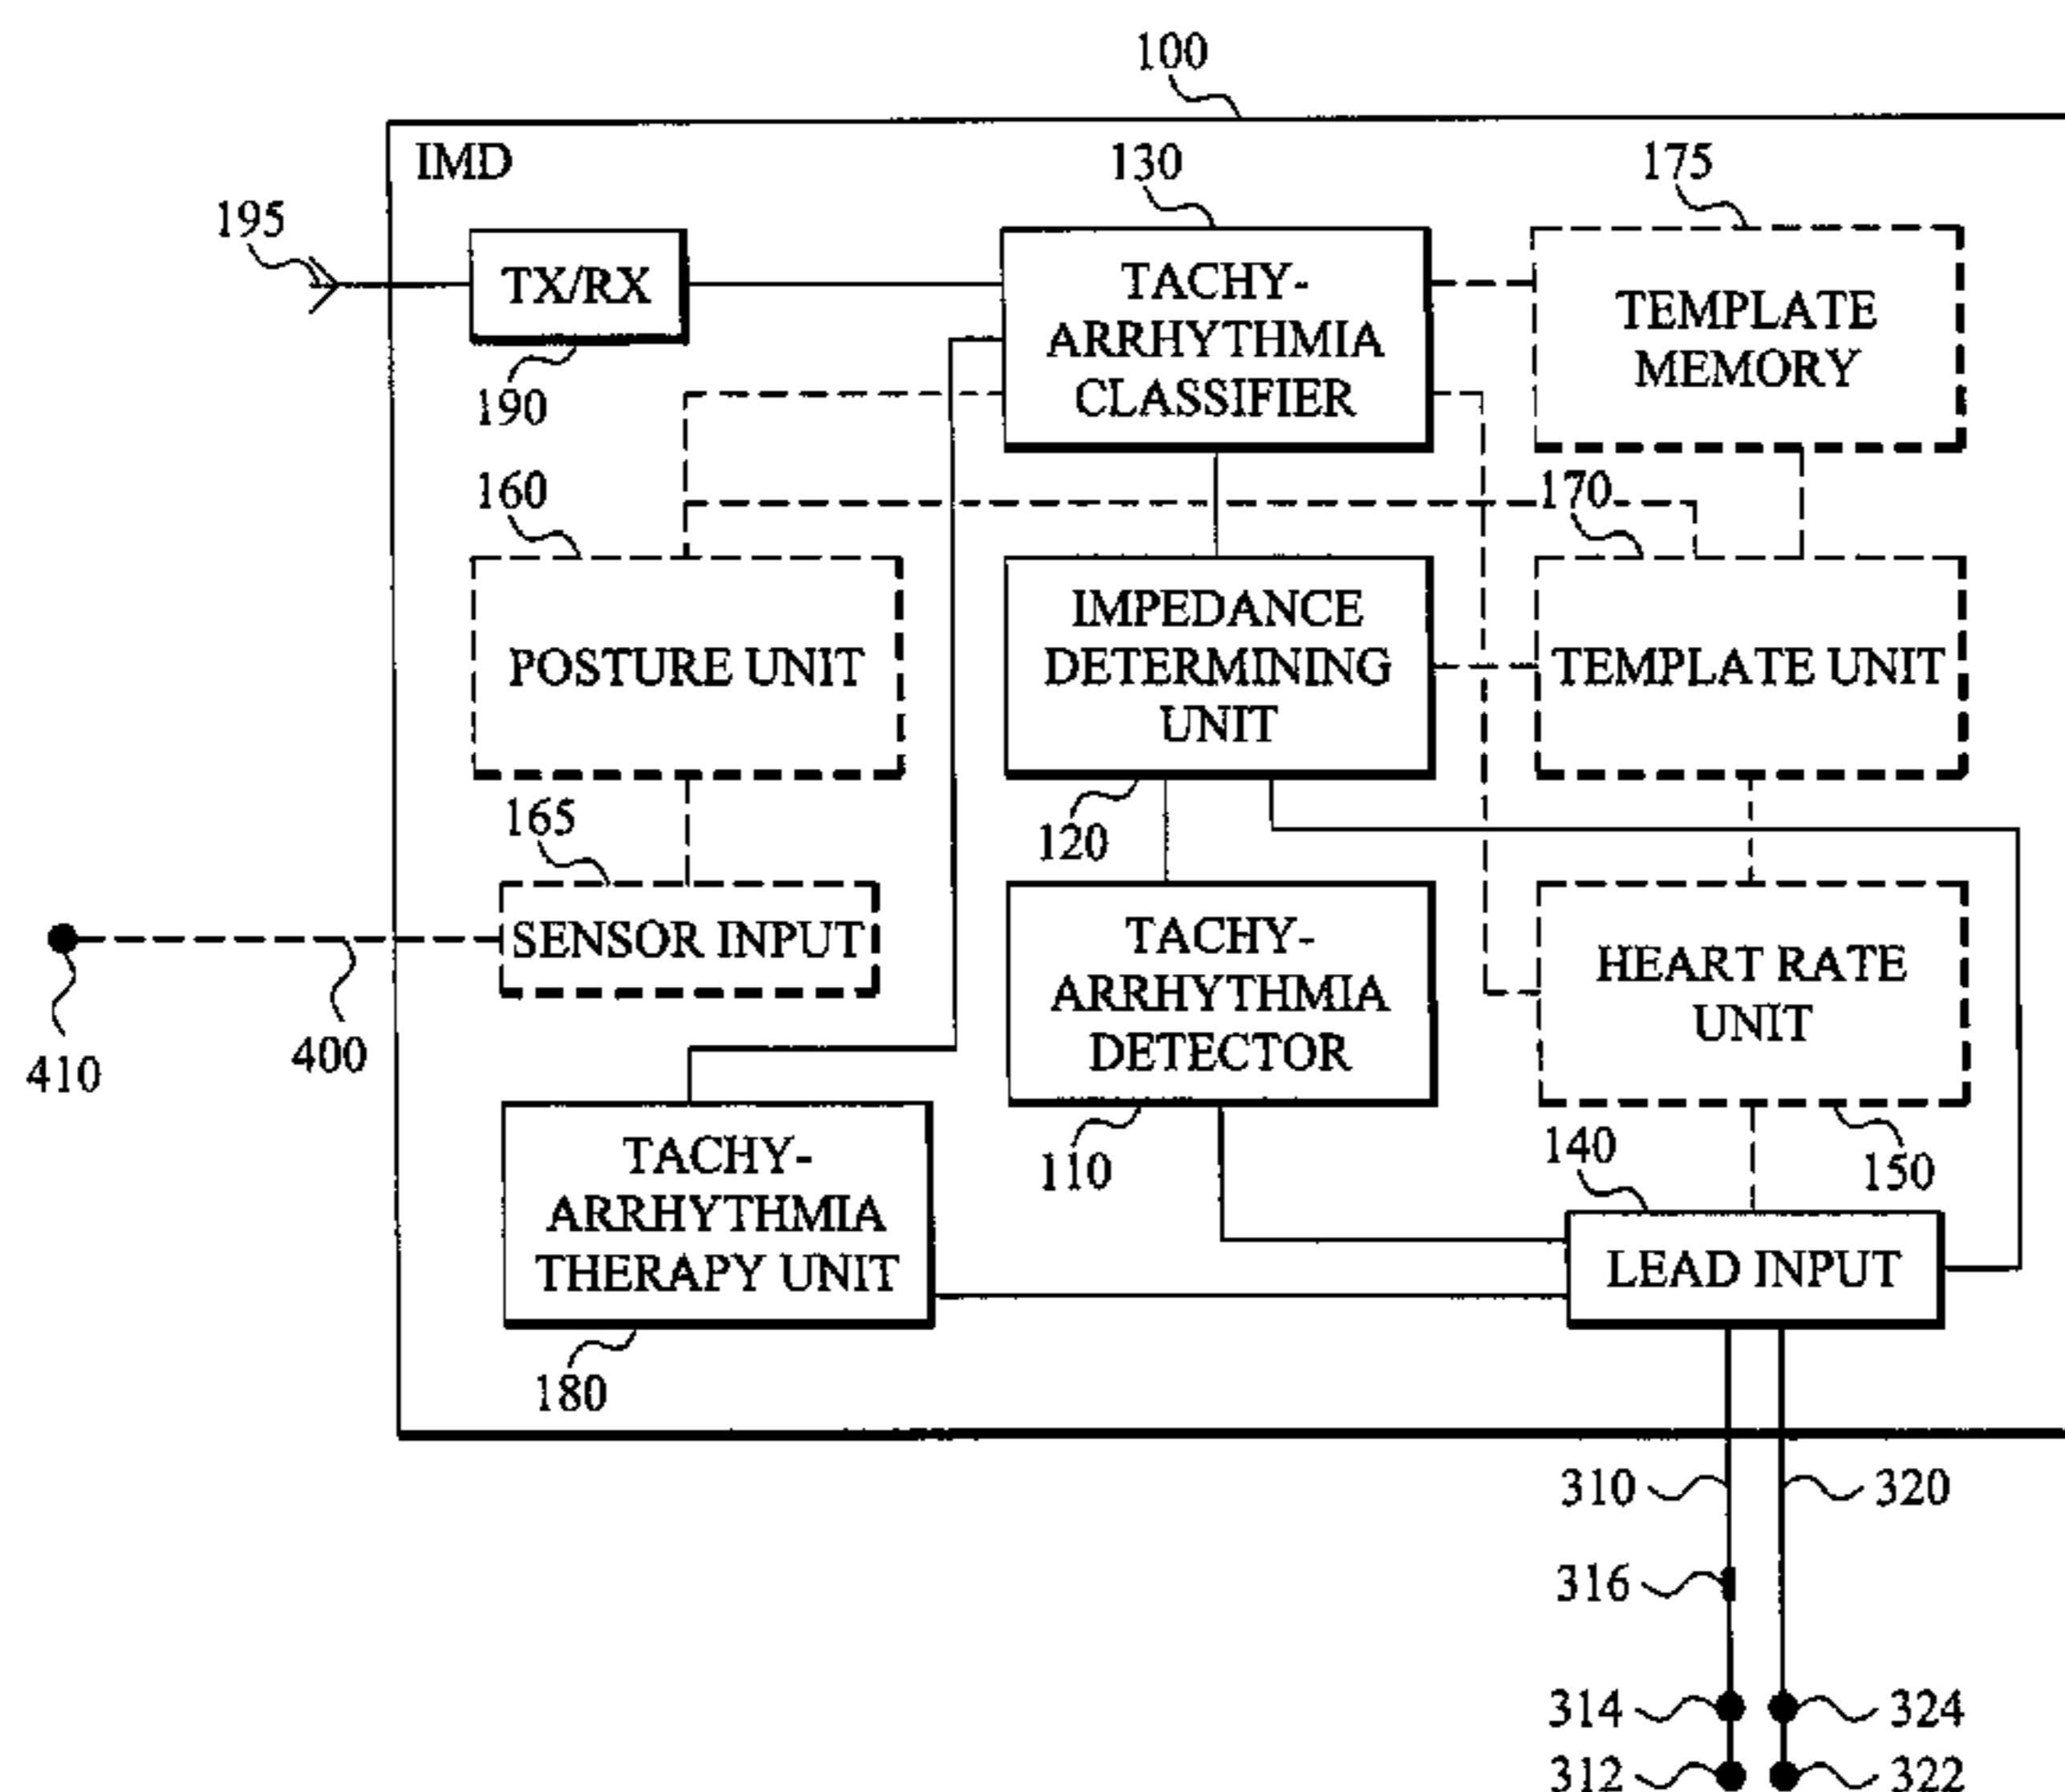 100
IMD
130
175
195
TX/RX
TACHY-
ARRHYTHMIA
CLASSIFIER
TEMPLATE
MEMORY
190
160
170
POSTURE UNIT
IMPEDANCE
DETERMINING
UNIT
TEMPLATE UNIT
165
120
SENSOR INPUT
TACHY-
ARRHYTHMIA
DETECTOR
HEART RATE
UNIT
410
400
110
140
150
TACHY-
ARRHYTHMIA
THERAPY UNIT
LEAD INPUT
180
310
320
316
314
324
312
322